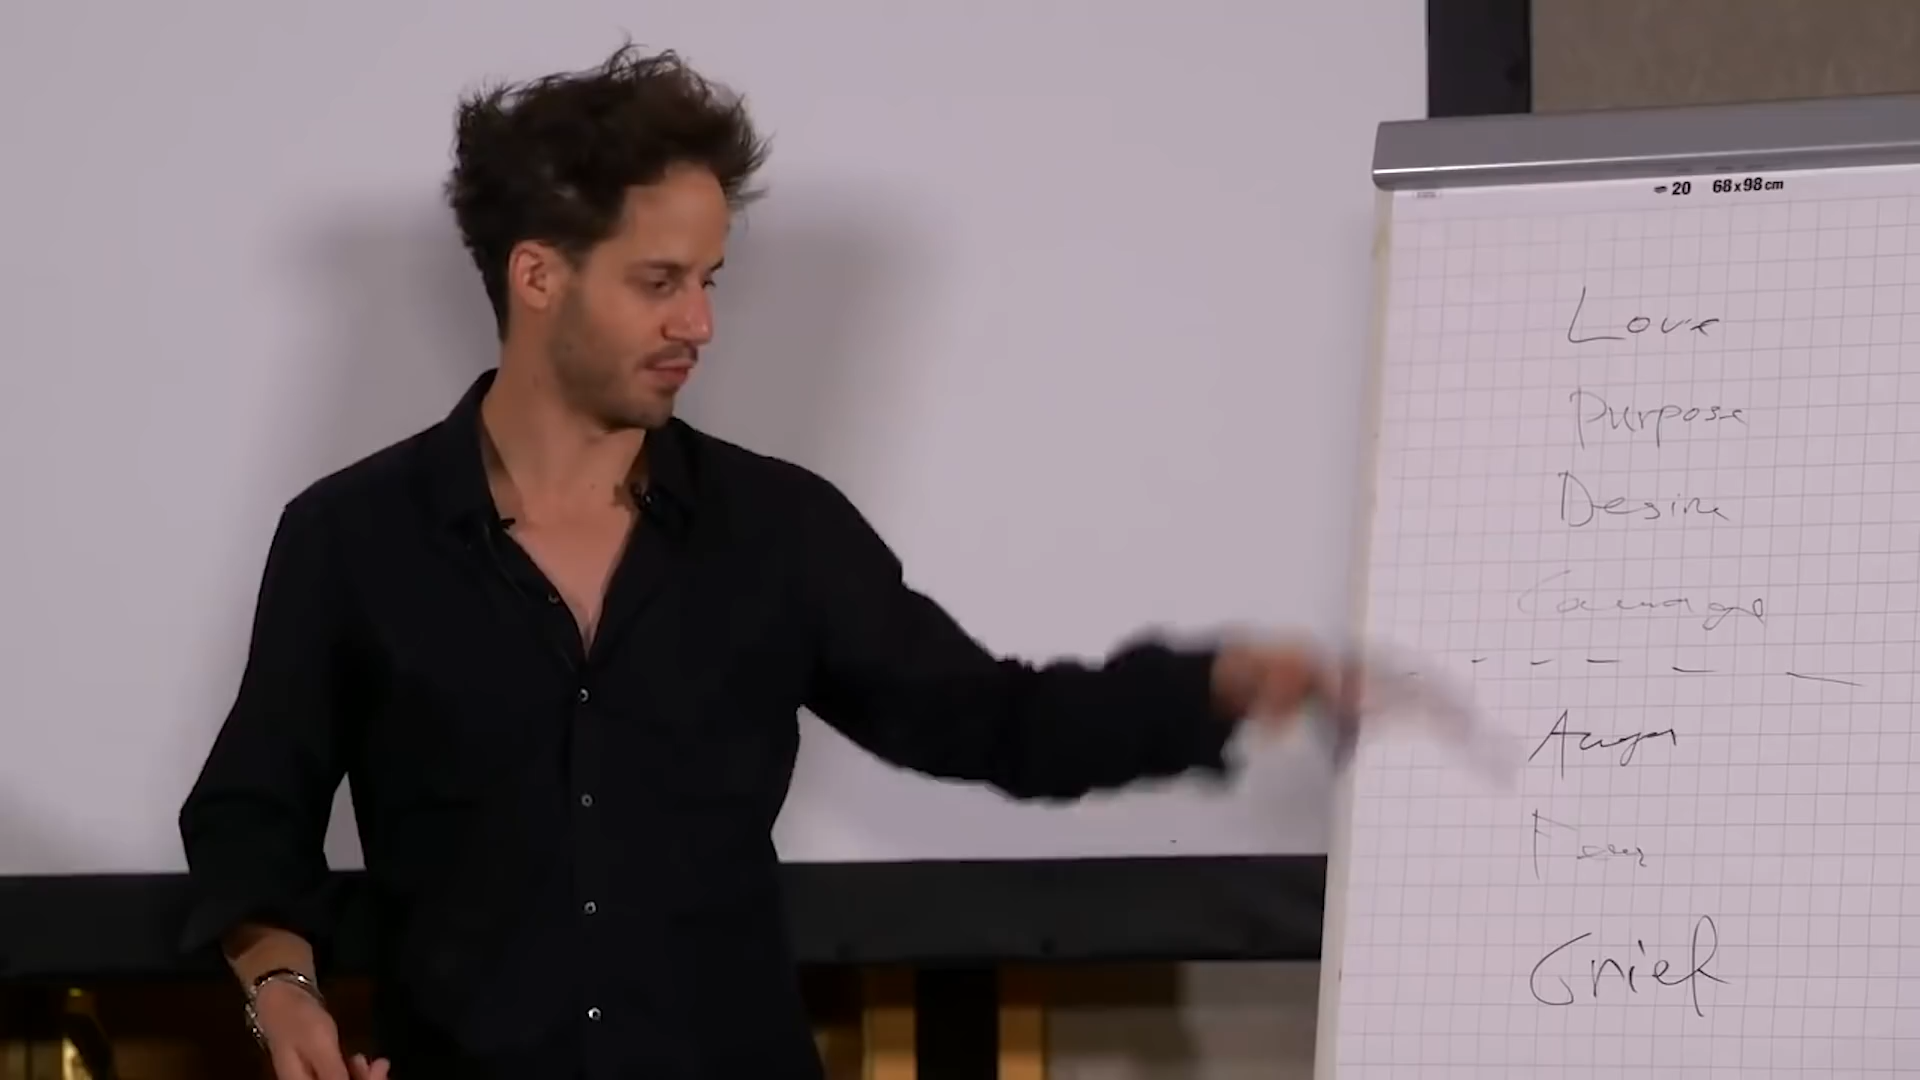 20 68x98cm
Love
Purpose
Desire
Courage
Anger
Fear
Grief